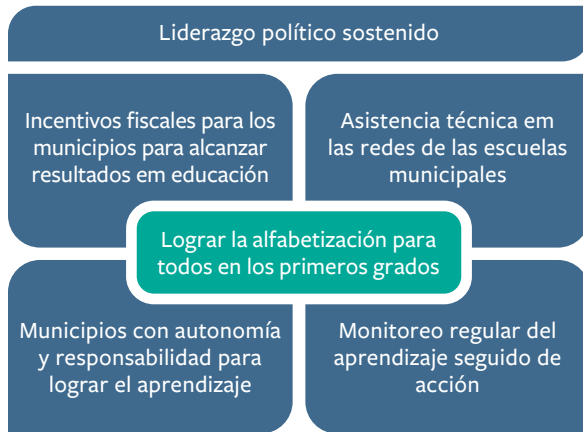 Liderazgo político sostenido
Incentivos fiscales para los
municipios para alcanzar
resultados em educación
Asistencia técnica em
las redes de las escuelas
municipales
Lograr la alfabetización para
todos en los primeros grados
Municipios con autonomía
y responsabilidad para
lograr el aprendizaje
Monitoreo regular del
aprendizaje seguido de
acción